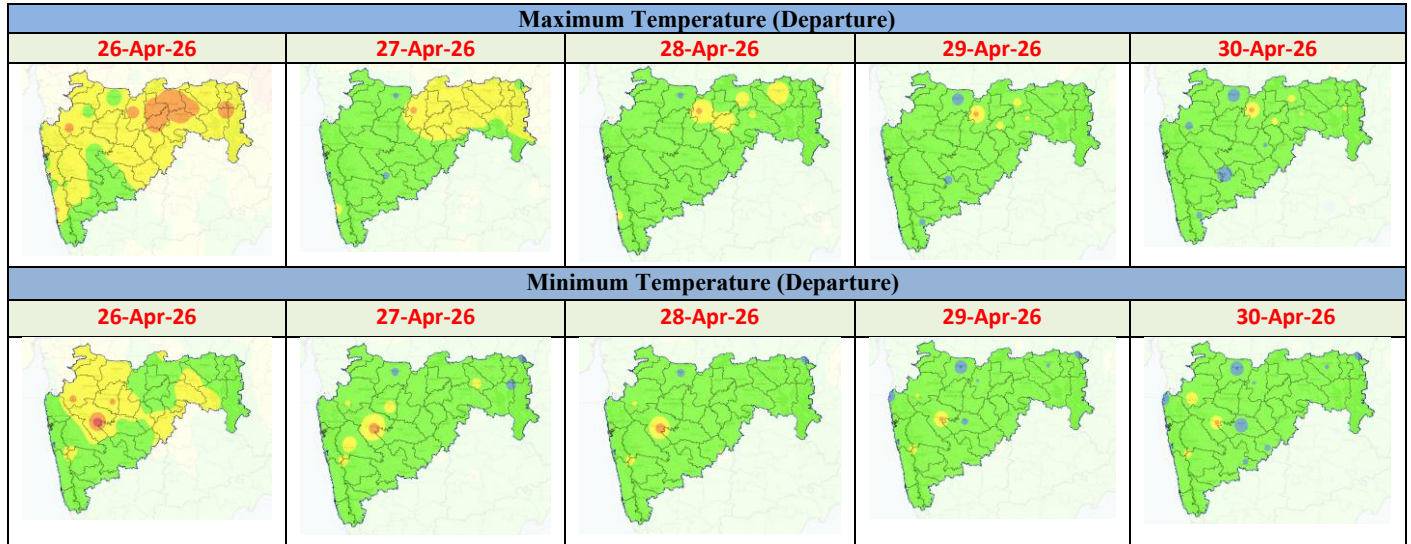 Maximum Temperature (Departure)
26-Apr-26 27-Apr-26 28-Apr-26 29-Apr-26 30-Apr-26
Minimum Temperature (Departure)
26-Apr-26 27-Apr-26 28-Apr-26 29-Apr-26 30-Apr-26